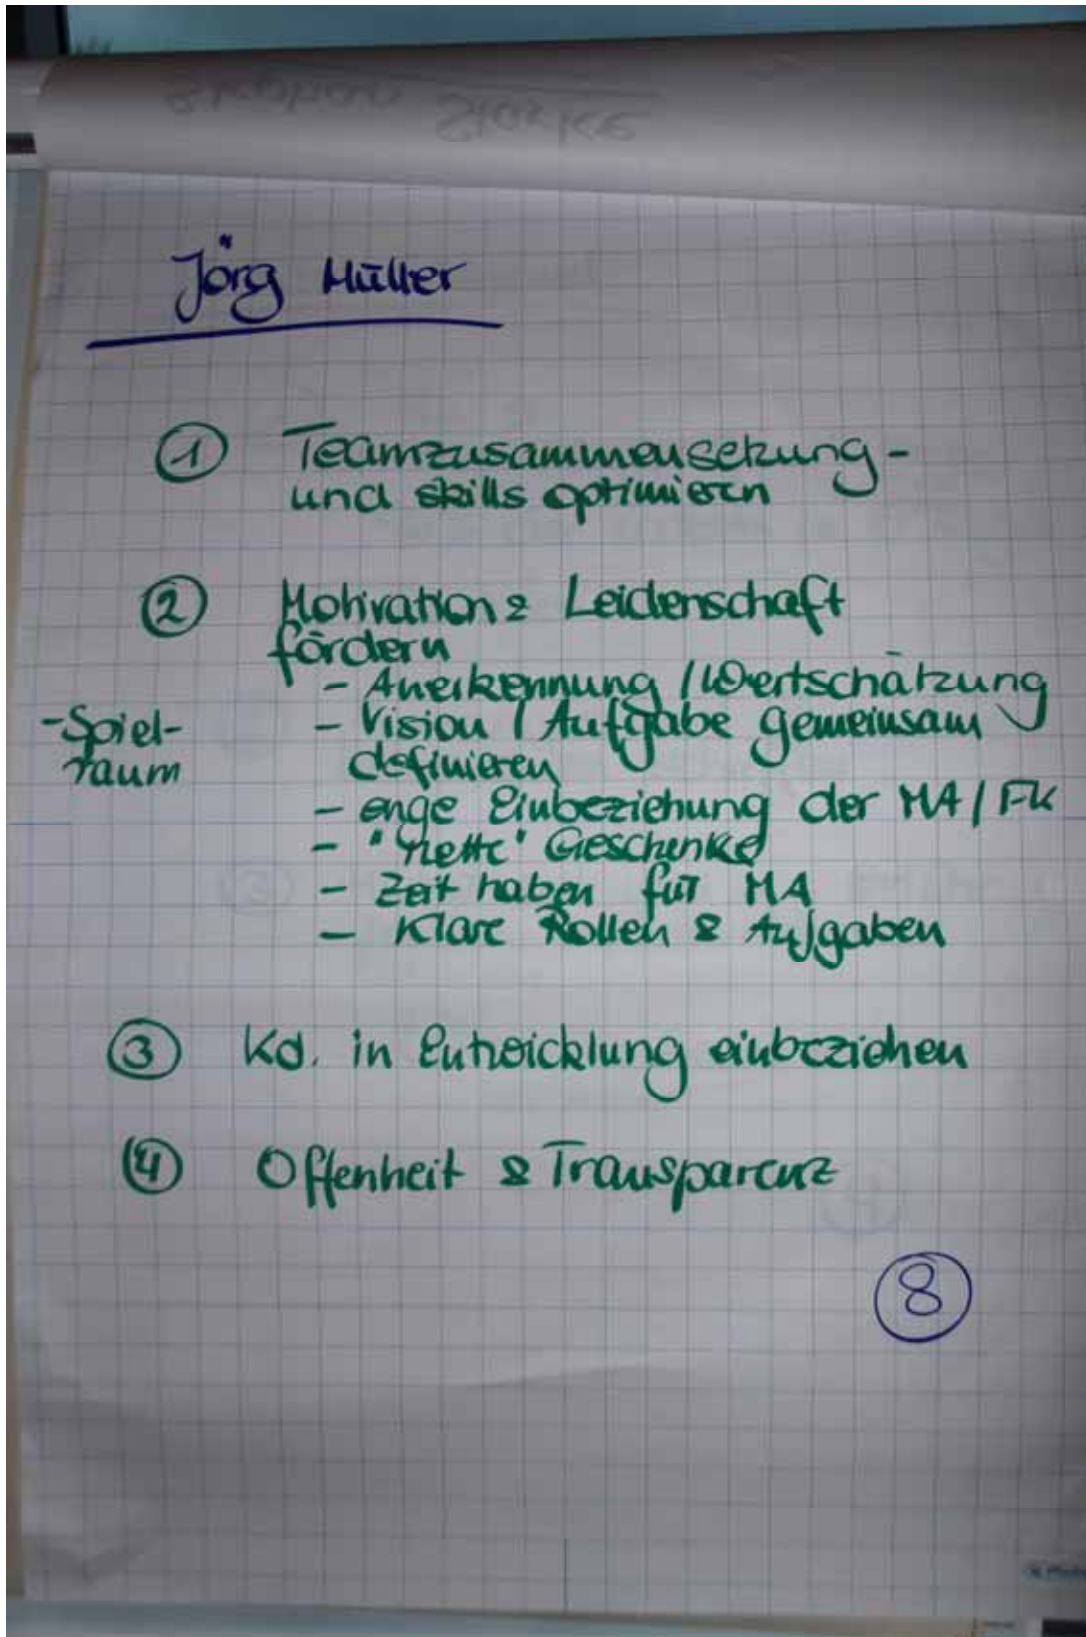 Stephan Starke
Jörg Müller
① Teamzusammensetzung -
und skills optimieren
② Motivation & Leidenschaft
fördern
- Anerkennung / Wertschätzung
- Vision / Aufgabe gemeinsam
definieren
- Spiel-
raum
- enge Einbeziehung der MA / FK
- "nette" Geschenke
- Zeit haben für MA
- Klare Rollen & Aufgaben
③ Kd. in Entwicklung einbeziehen
④ Offenheit & Transparenz
⑧